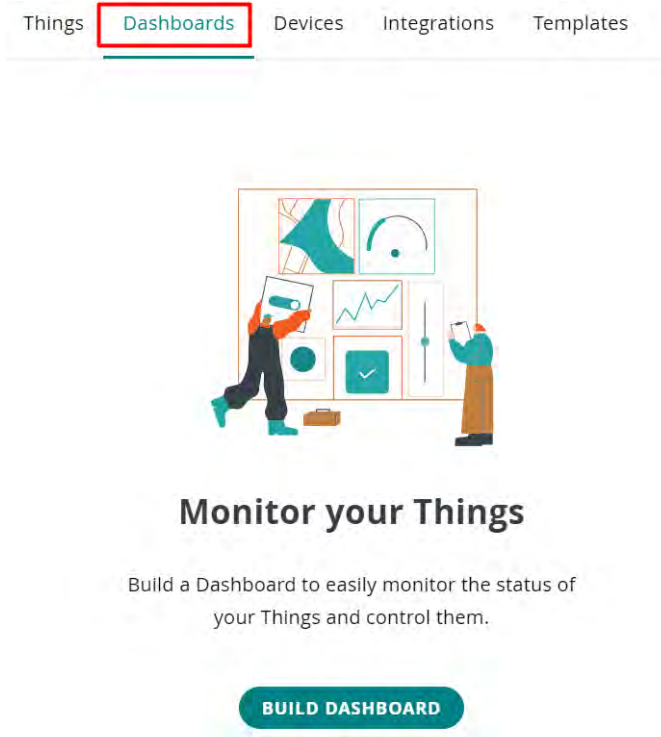 Things Dashboards Devices Integrations Templates
Monitor your Things
Build a Dashboard to easily monitor the status of
your Things and control them.
BUILD DASHBOARD